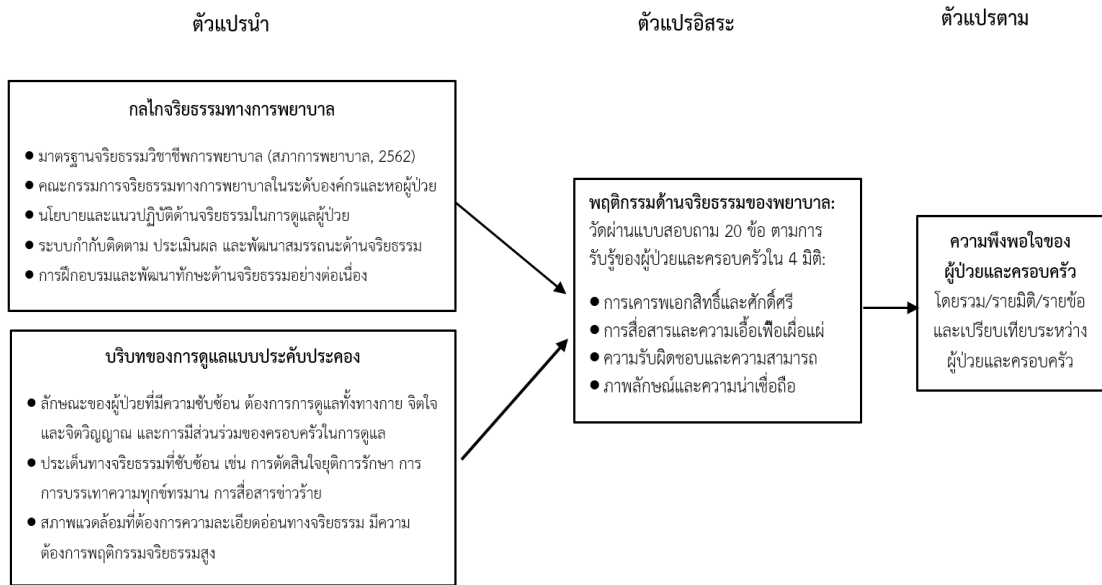 ตัวแปรนำ
ตัวแปรอิสระ
ตัวแปรตาม
กลไกจริยธรรมทางการพยาบาล
● มาตรฐานจริยธรรมวิชาชีพการพยาบาล (สภาการพยาบาล, 2562)
● คณะกรรมการจริยธรรมทางการพยาบาลในระดับองค์กรและหอผู้ป่วย
● นโยบายและแนวปฏิบัติด้านจริยธรรมในการดูแลผู้ป่วย
● ระบบกำกับติดตาม ประเมินผล และพัฒนาสมรรถนะด้านจริยธรรม
● การฝึกอบรมและพัฒนาทักษะด้านจริยธรรมอย่างต่อเนื่อง
บริบทของการดูแลแบบประคับประคอง
● ลักษณะของผู้ป่วยที่มีความซับซ้อน ต้องการการดูแลทั้งทางกาย จิตใจ
และจิตวิญญาณ และการมีส่วนร่วมของครอบครัวในการดูแล
● ประเด็นทางจริยธรรมที่ซับซ้อน เช่น การตัดสินใจยุติการรักษา การ
การบรรเทาความทุกข์ทรมาน การสื่อสารข่าวร้าย
● สภาพแวดล้อมที่ต้องการความละเอียดอ่อนทางจริยธรรม มีความ
ต้องการพฤติกรรมจริยธรรมสูง
พฤติกรรมด้านจริยธรรมของพยาบาล:
วัดผ่านแบบสอบถาม 20 ข้อ ตามการ
รับรู้ของผู้ป่วยและครอบครัวใน 4 มิติ:
● การเคารพเอกสิทธิ์และศักดิ์ศรี
● การสื่อสารและความเอื้อเฟือเผื่อแผ่
● ความรับผิดชอบและความสามารถ
● ภาพลักษณ์และความน่าเชื่อถือ
ความพึงพอใจของ
ผู้ป่วยและครอบครัว
โดยรวม/รายมิติ/รายข้อ
และเปรียบเทียบระหว่าง
ผู้ป่วยและครอบครัว